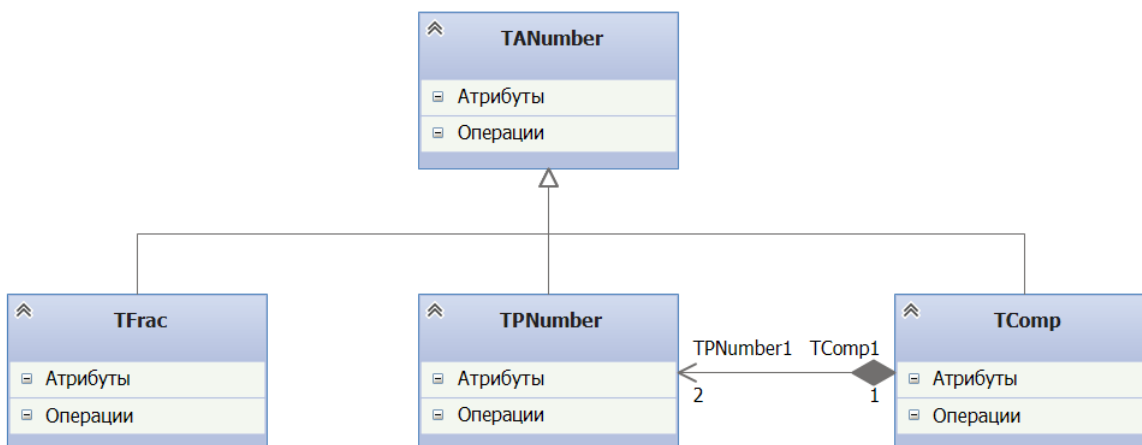 TANumber
Атрибуты
Операции
TFrac
Атрибуты
Операции
TPNumber
Атрибуты
Операции
TPNumber1 TComp1
2 1
TComp
Атрибуты
Операции